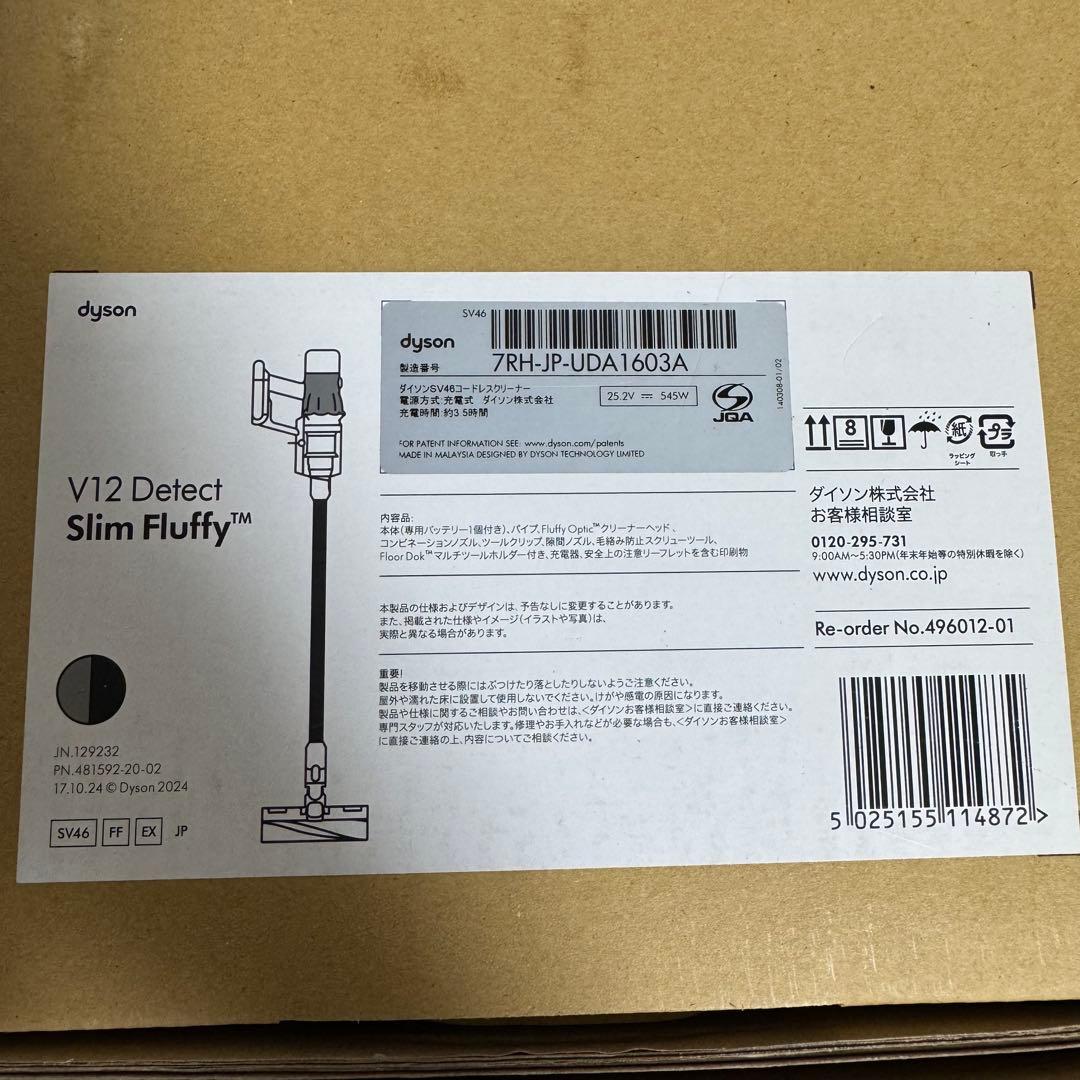 dyson
V12 Detect
Slim Fluffy™
JN.129232
PN.481592-20-02
17.10.24 © Dyson 2024
SV46 FF EX JP
SV46
dyson
製造番号 7RH-JP-UDA1603A
ダイソンSV46コードレスクリーナー
電源方式:充電式 ダイソン株式会社
充電時間:約3.5時間
25.2V ⎓ 545W
JQA
FOR PATENT INFORMATION SEE: www.dyson.com/patents
MADE IN MALAYSIA DESIGNED BY DYSON TECHNOLOGY LIMITED
140308-01/02
内容品:
本体(専用バッテリー1個付き)、パイプ、Fluffy Optic™クリーナーヘッド、
コンビネーションノズル、ツールクリップ、隙間ノズル、毛絡み防止スクリューツール、
Floor Dok™マルチツールホルダー付き、充電器、安全上の注意リーフレットを含む印刷物
本製品の仕様およびデザインは、予告なしに変更することがあります。
また、掲載された仕様やイメージ(イラストや写真)は、
実際と異なる場合があります。
重要!
製品を移動させる際にはぶつけたり落としたりしないようご注意ください。
屋外や濡れた床に設置して使用しないでください。けがや感電の原因になります。
製品や仕様に関するご相談やお問い合わせは、<ダイソンお客様相談室>に直接ご連絡ください。
専門スタッフが対応いたします。修理やお手入れなどが必要な場合も、<ダイソンお客様相談室>
に直接ご連絡の上、内容についてご相談ください。
8
紙
プラ
ラッピング
シート
取っ手
ダイソン株式会社
お客様相談室
0120-295-731
9:00AM～5:30PM(年末年始等の特別休暇を除く)
www.dyson.co.jp
Re-order No.496012-01
5 025155 114872 >